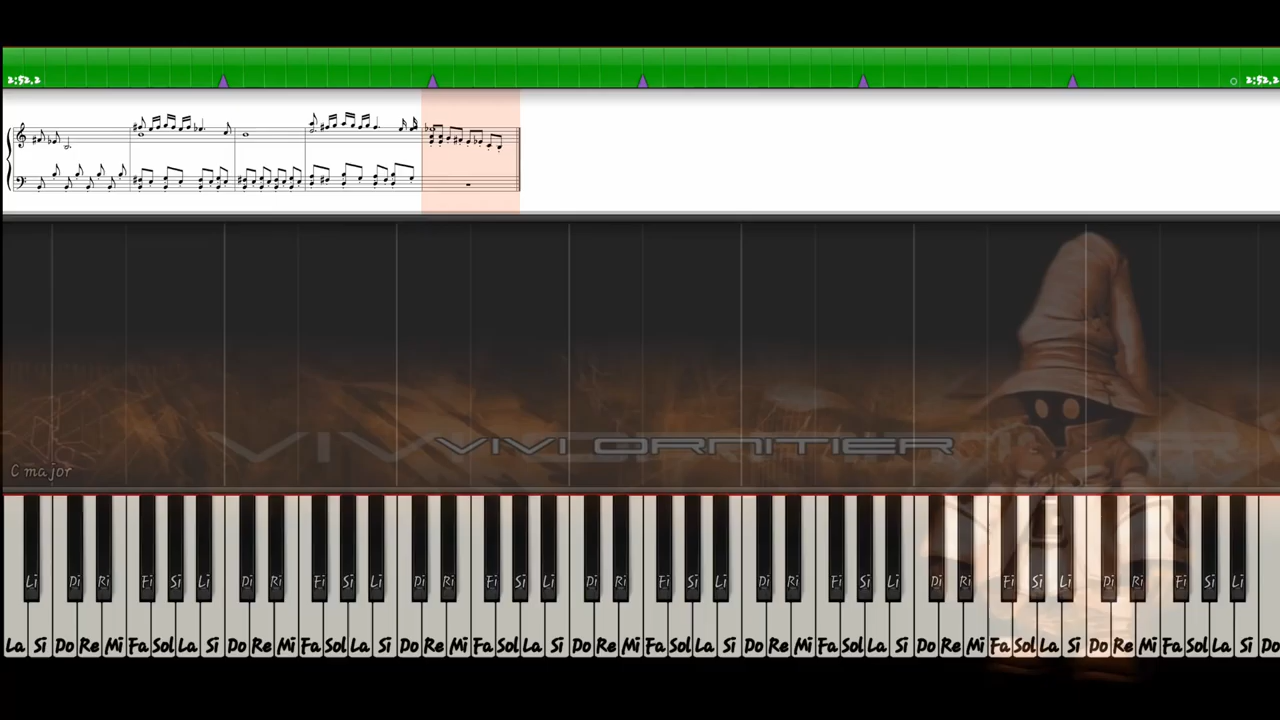 2:52,2 2:52,2
VIVI ORNITIER
C major
Li Di Ri Fi Si Li Di Ri Fi Si Li Di Ri Fi Si Li Di Ri Fi Si Li Di Ri Fi Si Li Di Ri Fi Si Li Di Ri Fi Si Li
La Si Do Re Mi Fa Sol La Si Do Re Mi Fa Sol La Si Do Re Mi Fa Sol La Si Do Re Mi Fa Sol La Si Do Re Mi Fa Sol La Si Do Re Mi Fa Sol La Si Do Re Mi Fa Sol La Si Do